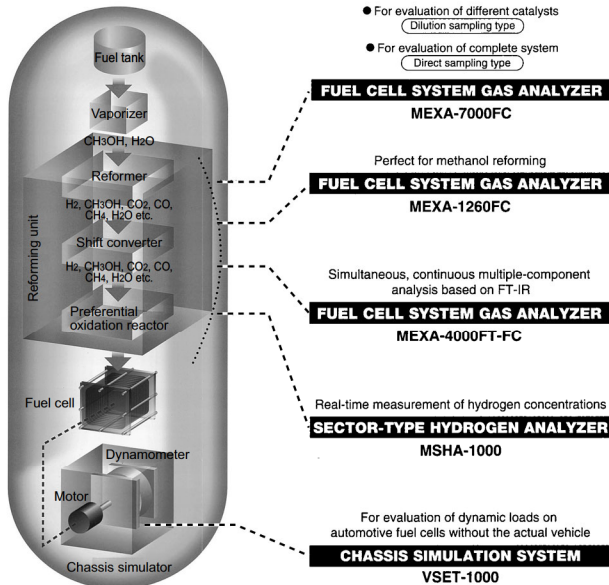 Fuel tank
Vaporizer
CH3OH, H2O
Reformer
H2, CH3OH, CO2, CO,
CH4, H2O etc.
Shift converter
H2, CH3OH, CO2, CO,
CH4, H2O etc.
Preferential
oxidation reactor
Reforming unit
Fuel cell
Dynamometer
Motor
Chassis simulator
● For evaluation of different catalysts
Dilution sampling type
● For evaluation of complete system
Direct sampling type
FUEL CELL SYSTEM GAS ANALYZER
MEXA-7000FC
Perfect for methanol reforming
FUEL CELL SYSTEM GAS ANALYZER
MEXA-1260FC
Simultaneous, continuous multiple-component
analysis based on FT-IR
FUEL CELL SYSTEM GAS ANALYZER
MEXA-4000FT-FC
Real-time measurement of hydrogen concentrations
SECTOR-TYPE HYDROGEN ANALYZER
MSHA-1000
For evaluation of dynamic loads on
automotive fuel cells without the actual vehicle
CHASSIS SIMULATION SYSTEM
VSET-1000